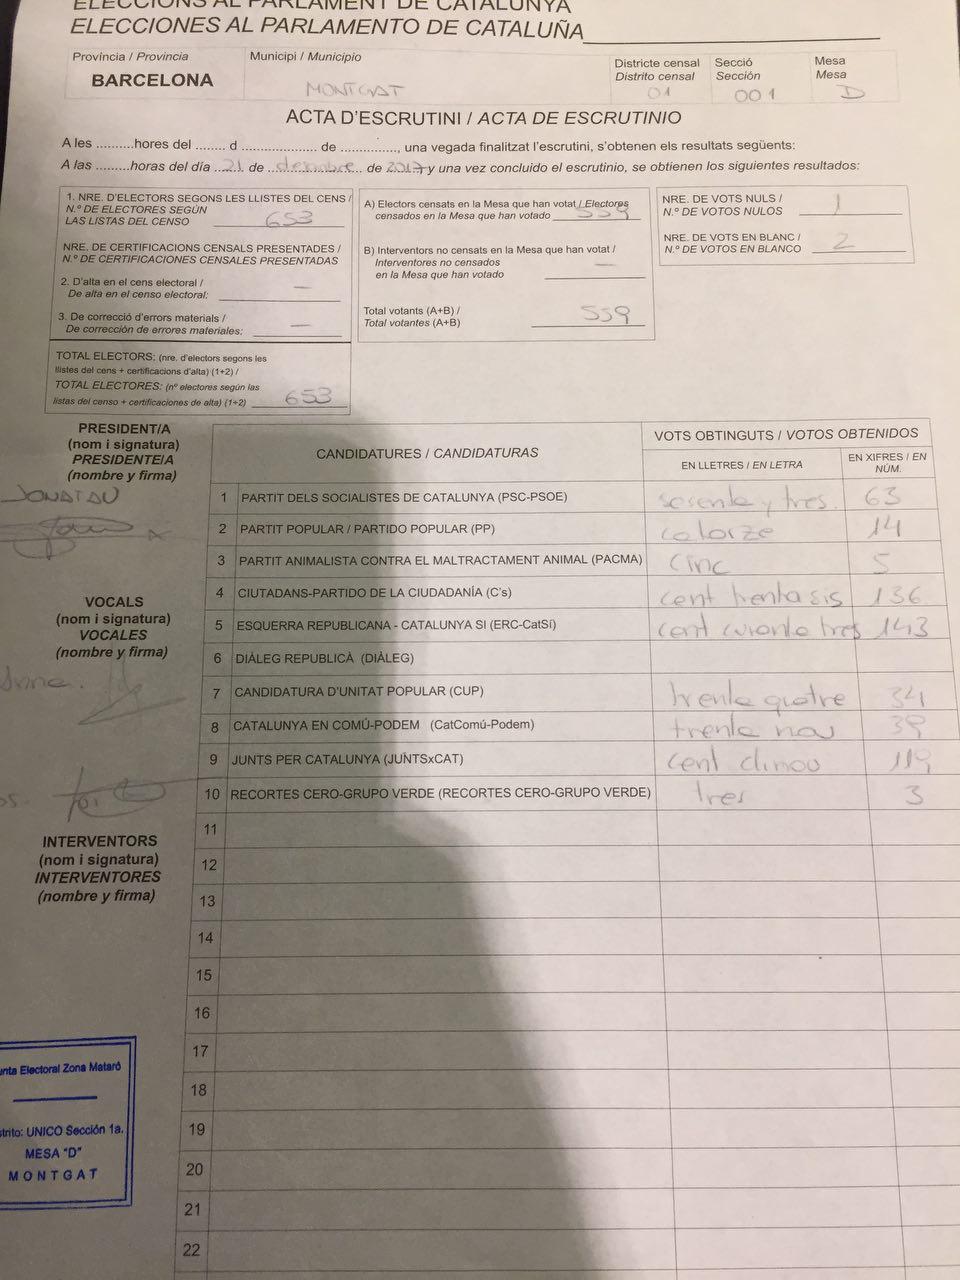 ELECCIONS AL PARLAMENT DE CATALUNYA
ELECCIONES AL PARLAMENTO DE CATALUÑA
Província / Provincia
BARCELONA
Municipi / Municipio
MONTGAT
Districte censal
Distrito censal
01
Secció
Sección
001
Mesa
Mesa
D
ACTA D'ESCRUTINI / ACTA DE ESCRUTINIO
A les ..........hores del ........ d ..................... de .............., una vegada finalitzat l'escrutini, s'obtenen els resultats següents:
A las ..........horas del día ..21. de ..desembre.. de .2017 y una vez concluido el escrutinio, se obtienen los siguientes resultados:
1. NRE. D'ELECTORS SEGONS LES LLISTES DEL CENS /
N.º DE ELECTORES SEGÚN
LAS LISTAS DEL CENSO 653
NRE. DE CERTIFICACIONS CENSALS PRESENTADES /
N.º DE CERTIFICACIONES CENSALES PRESENTADAS
2. D'alta en el cens electoral /
De alta en el censo electoral: —
3. De correcció d'errors materials /
De corrección de errores materiales: —
TOTAL ELECTORS: (nre. d'electors segons les
llistes del cens + certificacions d'alta) (1+2) /
TOTAL ELECTORES: (nº electores según las
listas del censo + certificaciones de alta) (1+2) 653
A) Electors censats en la Mesa que han votat / Electores
censados en la Mesa que han votado 559
B) Interventors no censats en la Mesa que han votat /
Interventores no censados
en la Mesa que han votado —
Total votants (A+B) /
Total votantes (A+B) 559
NRE. DE VOTS NULS /
N.º DE VOTOS NULOS 1
NRE. DE VOTS EN BLANC /
N.º DE VOTOS EN BLANCO 2
PRESIDENT/A
(nom i signatura)
PRESIDENTE/A
(nombre y firma)
JONATAN
VOCALS
(nom i signatura)
VOCALES
(nombre y firma)
INTERVENTORS
(nom i signatura)
INTERVENTORES
(nombre y firma)
CANDIDATURES / CANDIDATURAS
VOTS OBTINGUTS / VOTOS OBTENIDOS
EN LLETRES / EN LETRA
EN XIFRES / EN NÚM.
1 PARTIT DELS SOCIALISTES DE CATALUNYA (PSC-PSOE) sesenta y tres. 63
2 PARTIT POPULAR / PARTIDO POPULAR (PP) catorze 14
3 PARTIT ANIMALISTA CONTRA EL MALTRACTAMENT ANIMAL (PACMA) cinc 5
4 CIUTADANS-PARTIDO DE LA CIUDADANÍA (C's) cent trenta sis 136
5 ESQUERRA REPUBLICANA - CATALUNYA SI (ERC-CatSí) cent curanta tres 143
6 DIÀLEG REPUBLICÀ (DIÀLEG)
7 CANDIDATURA D'UNITAT POPULAR (CUP) trenta quatre 34
8 CATALUNYA EN COMÚ-PODEM (CatComú-Podem) trenta nou 39
9 JUNTS PER CATALUNYA (JUNTSxCAT) cent dinou 119
10 RECORTES CERO-GRUPO VERDE (RECORTES CERO-GRUPO VERDE) tres 3
11
12
13
14
15
16
17
18
19
20
21
22
Electoral Zona Mataró
UNICO Sección 1a.
MESA "D"
MONTGAT